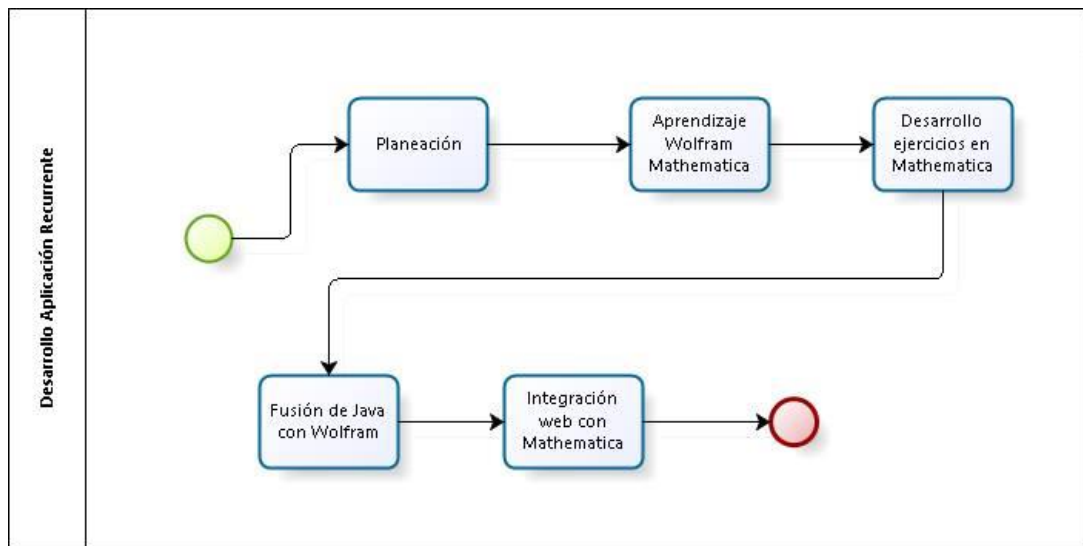 Desarrollo Aplicación Recurrente
Planeación
Aprendizaje
Wolfram
Mathematica
Desarrollo
ejercicios en
Mathematica
Fusión de Java
con Wolfram
Integración
web con
Mathematica